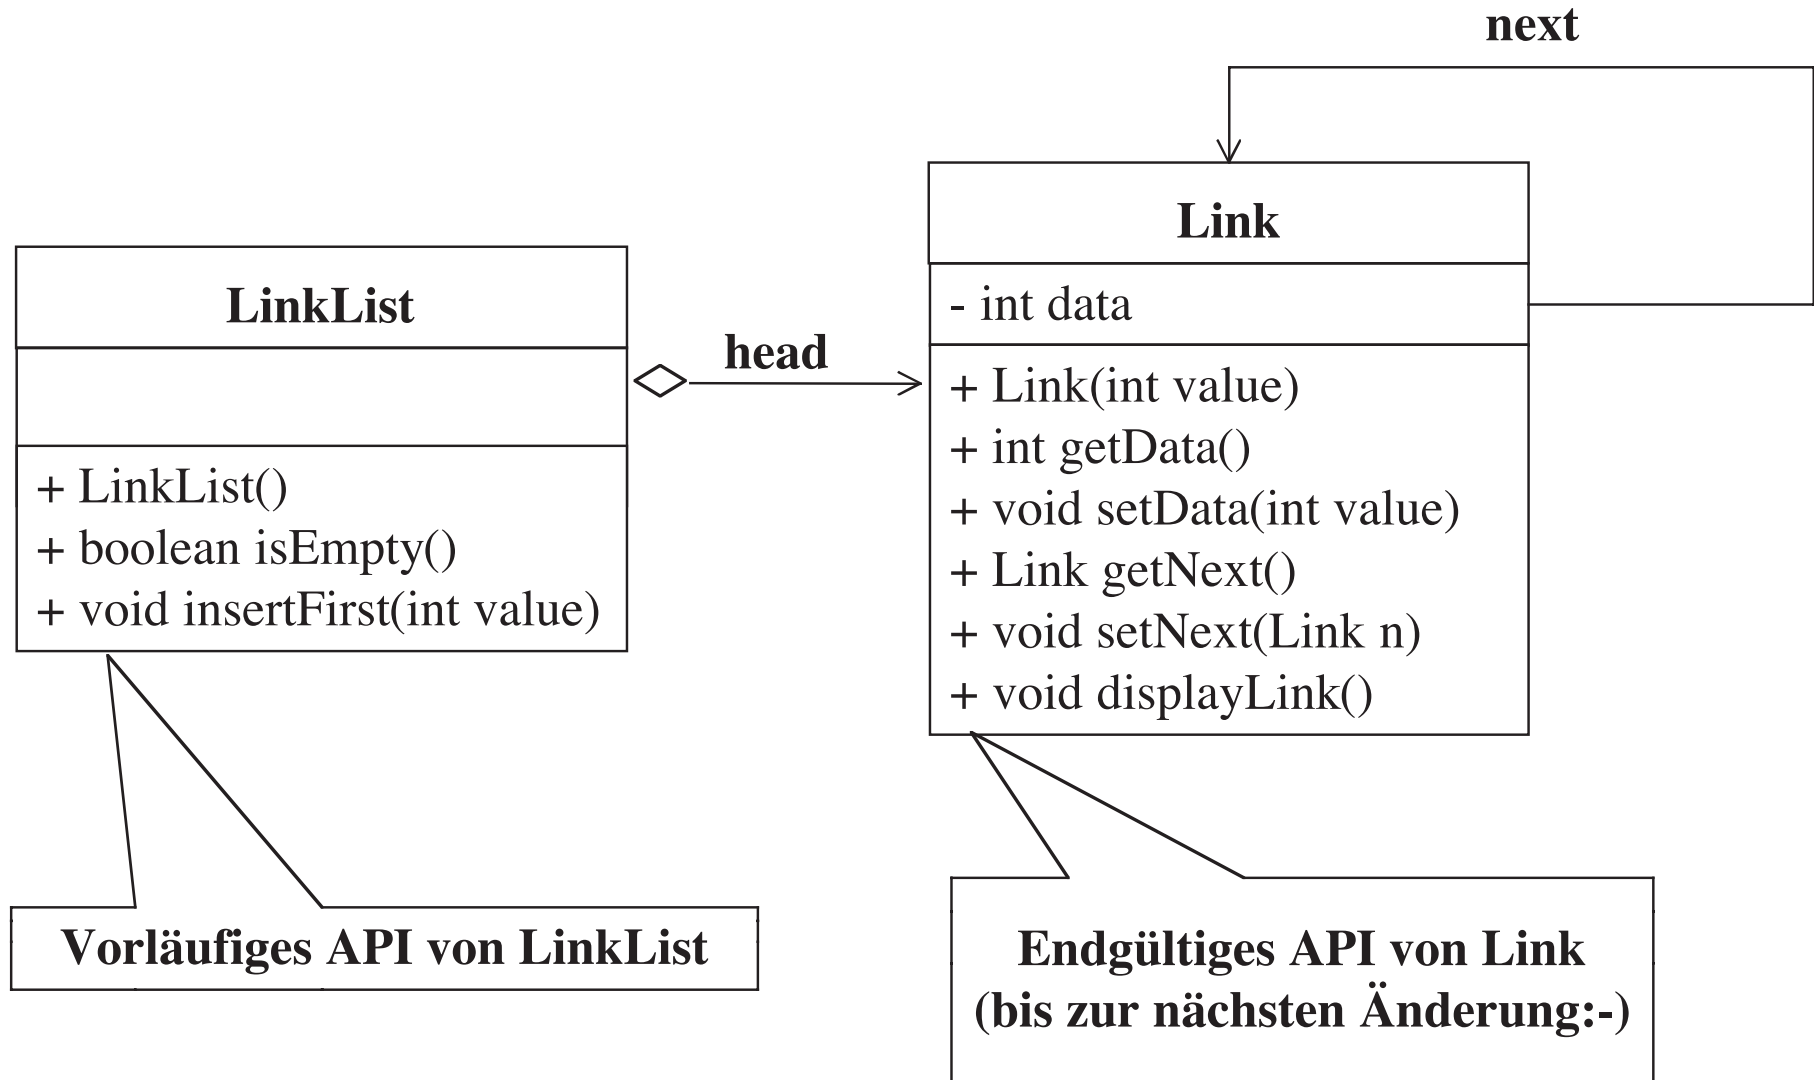 next
Link
- int data
+ Link(int value)
+ int getData()
+ void setData(int value)
+ Link getNext()
+ void setNext(Link n)
+ void displayLink()
head
LinkList
+ LinkList()
+ boolean isEmpty()
+ void insertFirst(int value)
Vorläufiges API von LinkList
Endgültiges API von Link
(bis zur nächsten Änderung:-)